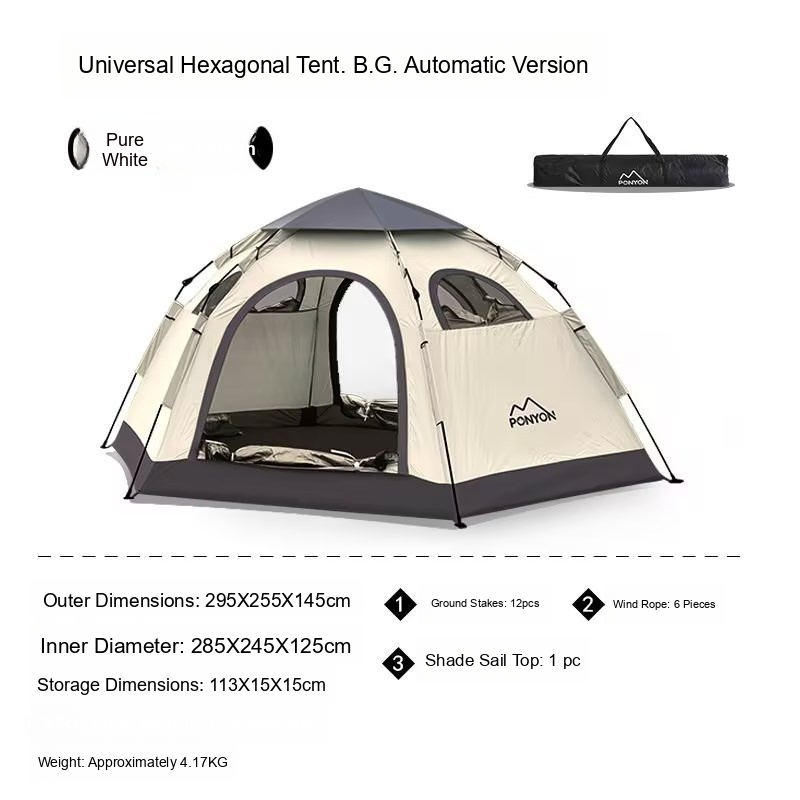 Universal Hexagonal Tent. B.G. Automatic Version
Pure
White
n
PONYON
PONYON
Outer Dimensions: 295X255X145cm
1 Ground Stakes: 12pcs
2 Wind Rope: 6 Pieces
Inner Diameter: 285X245X125cm
3 Shade Sail Top: 1 pc
Storage Dimensions: 113X15X15cm
Weight: Approximately 4.17KG